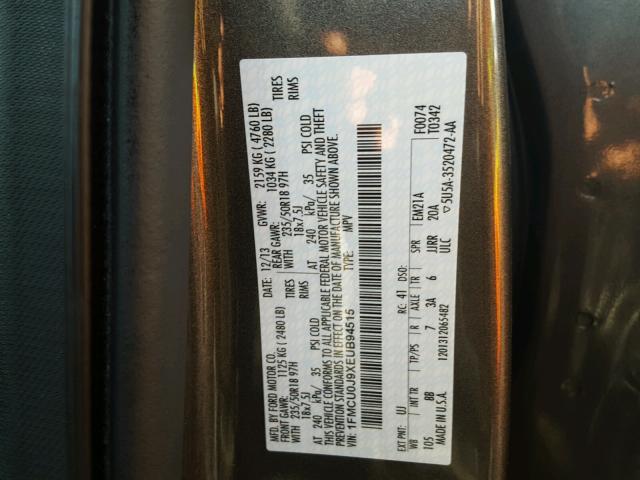 MFD. BY FORD MOTOR CO.
DATE: 12/13 GVWR: 2159 KG ( 4760 LB)
FRONT GAWR: 1125 KG ( 2480 LB) REAR GAWR: 1034 KG ( 2280 LB)
WITH 235/50R18 97H TIRES WITH 235/50R18 97H TIRES
18x7.5J RIMS 18x7.5J RIMS
AT 240 kPa/ 35 PSI COLD AT 240 kPa/ 35 PSI COLD
THIS VEHICLE CONFORMS TO ALL APPLICABLE FEDERAL MOTOR VEHICLE SAFETY AND THEFT
PREVENTION STANDARDS IN EFFECT ON THE DATE OF MANUFACTURE SHOWN ABOVE.
VIN: 1FMCU0J9XEUB94515 TYPE: MPV
EXT PNT: UJ RC: 41 DSO: F0074
WB INT TR TP/PS R AXLE TR SPR EM21A T0342
105 BB 7 3A 6 JJRR 20A
MADE IN U.S.A. 1201312065482 ULC ▽5U5A-3520472-AA